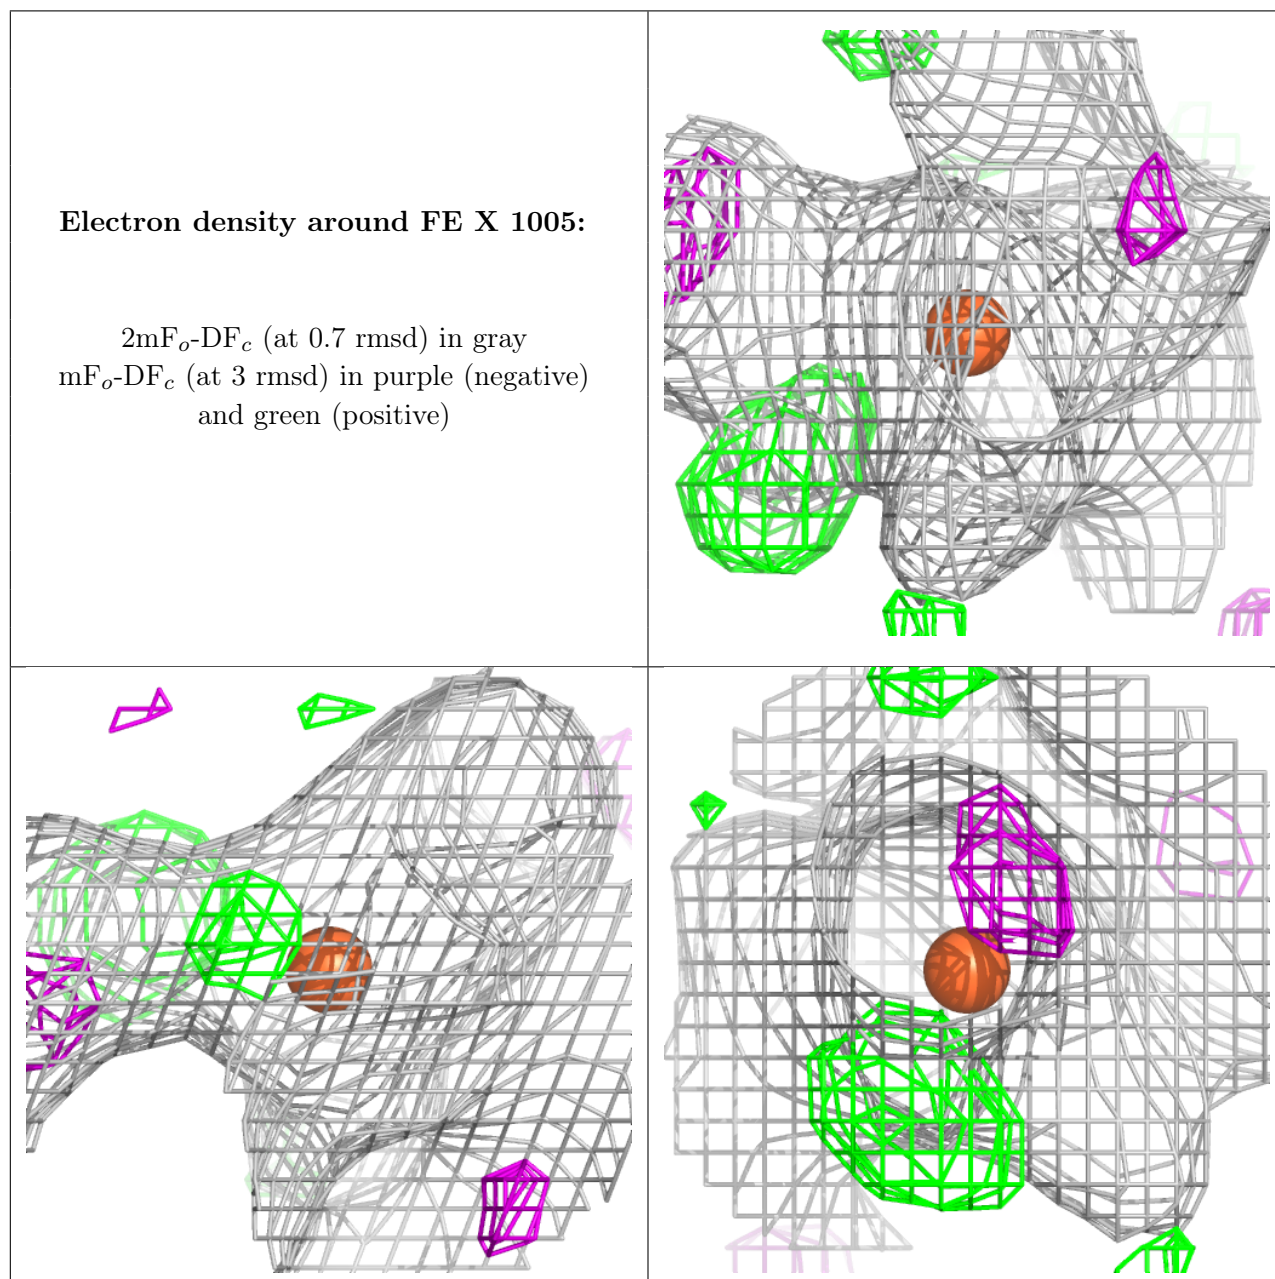 Electron density around FE X 1005:
2mFo-DFc (at 0.7 rmsd) in gray
mFo-DFc (at 3 rmsd) in purple (negative)
and green (positive)